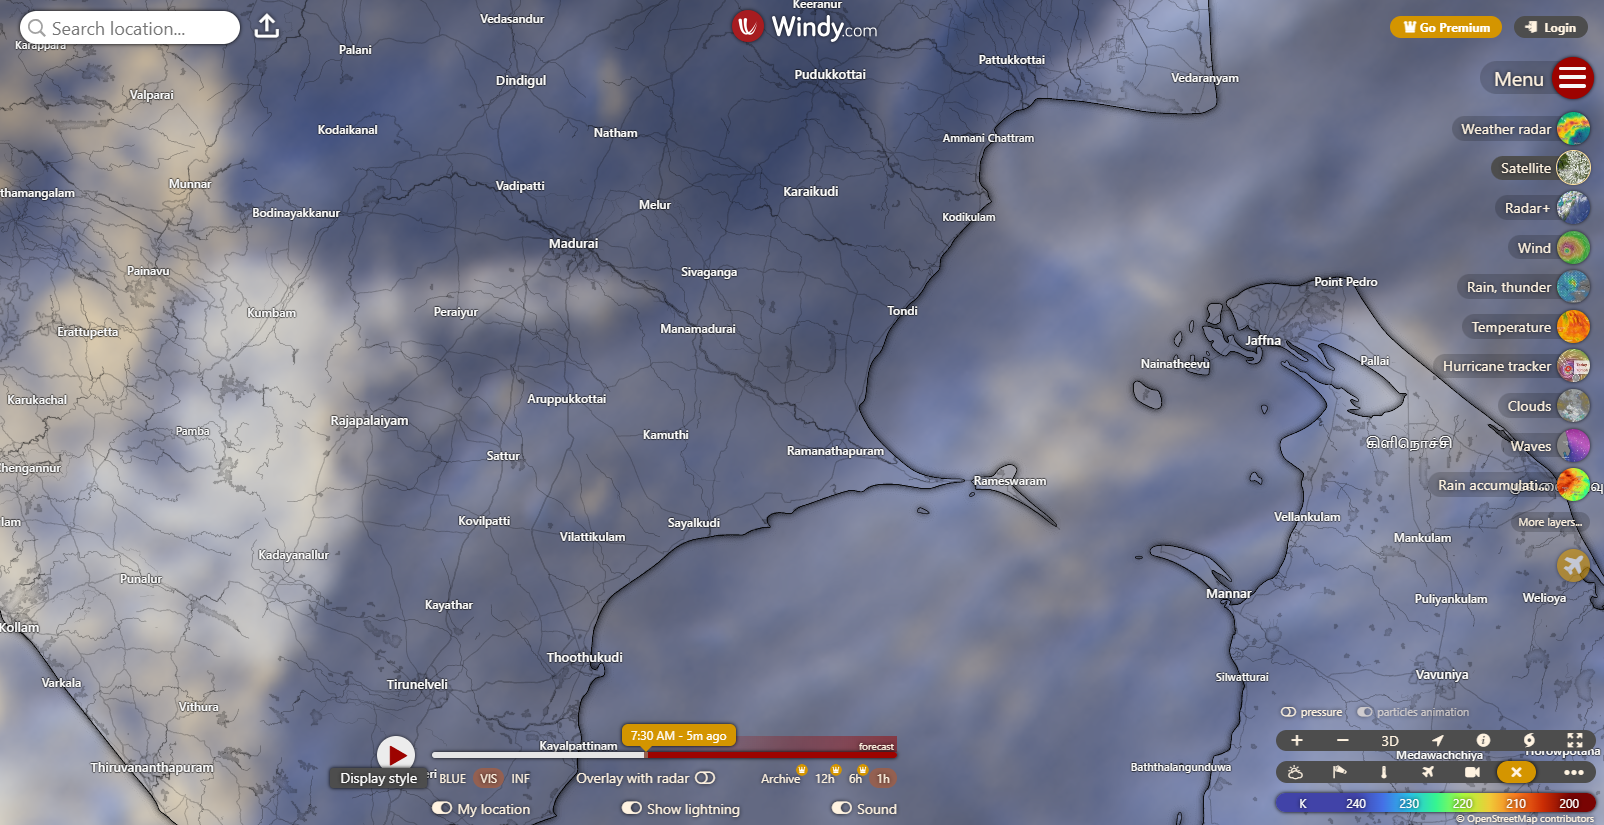 Search location...
Windy.com
Go Premium
Login
Menu
Weather radar
Satellite
Radar+
Wind
Rain, thunder
Temperature
Hurricane tracker
Clouds
Waves
Rain accumulation
More layers...
Keeranur
Vedasandur
Karappara
Palani
Pattukkottai
Dindigul
Pudukkottai
Vedaranyam
Valparai
Kodaikanal
Natham
Ammani Chattram
Munnar
Vadipatti
Karaikudi
thamangalam
Melur
Bodinayakkanur
Kodikulam
Madurai
Painavu
Sivaganga
Point Pedro
Kumbam
Peraiyur
Tondi
Erattupetta
Manamadurai
Jaffna
Nainatheevu
Pallai
Karukachal
Aruppukkottai
Pamba
Rajapalaiyam
Kamuthi
கிளிநொச்சி
Sattur
Ramanathapuram
Chengannur
Rameswaram
lam
Kovilpatti
Sayalkudi
Vellankulam
Vilattikulam
Mankulam
Kadayanallur
Punalur
Mannar
Puliyankulam
Welioya
Kayathar
Kollam
Thoothukudi
Varkala
Tirunelveli
Silwatturai
Vavuniya
Vithura
Kayalpattinam
Thiruvananthapuram
Baththalangunduwa
Medawachchiya
Horowpotana
7:30 AM - 5m ago
forecast
Display style
eri
BLUE
VIS
INF
Overlay with radar
Archive
12h
6h
1h
My location
Show lightning
Sound
pressure
particles animation
3D
K 240 230 220 210 200
© OpenStreetMap contributors